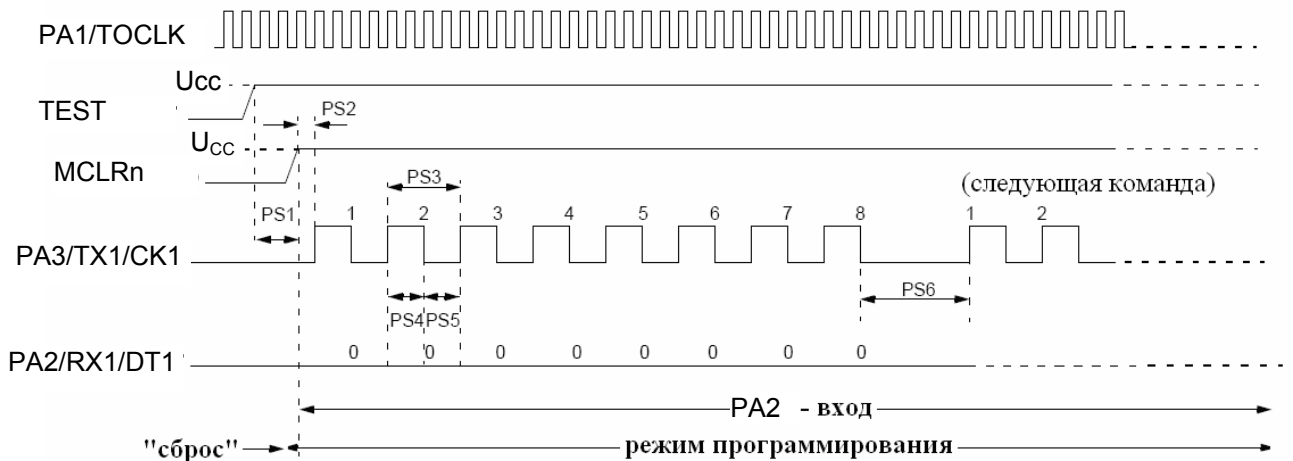 PA1/TOCLK
Ucc
TEST
PS2
UCC
MCLRn
PS3
(следующая команда)
PS1
1 2 3 4 5 6 7 8 1 2
PA3/TX1/CK1
PS6
PS4 PS5
0 0 0 0 0 0 0 0
PA2/RX1/DT1
PA2 - вход
"сброс" режим программирования